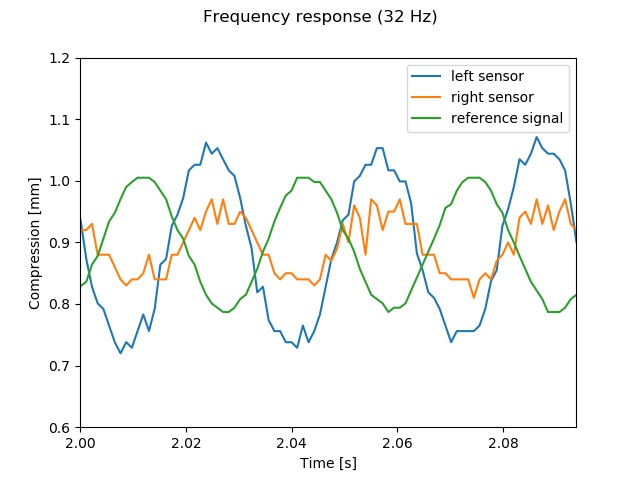 Frequency response (32 Hz)
1.2
left sensor
right sensor
reference signal
1.1
1.0
0.9
0.8
0.7
0.6
Compression [mm]
2.00 2.02 2.04 2.06 2.08
Time [s]